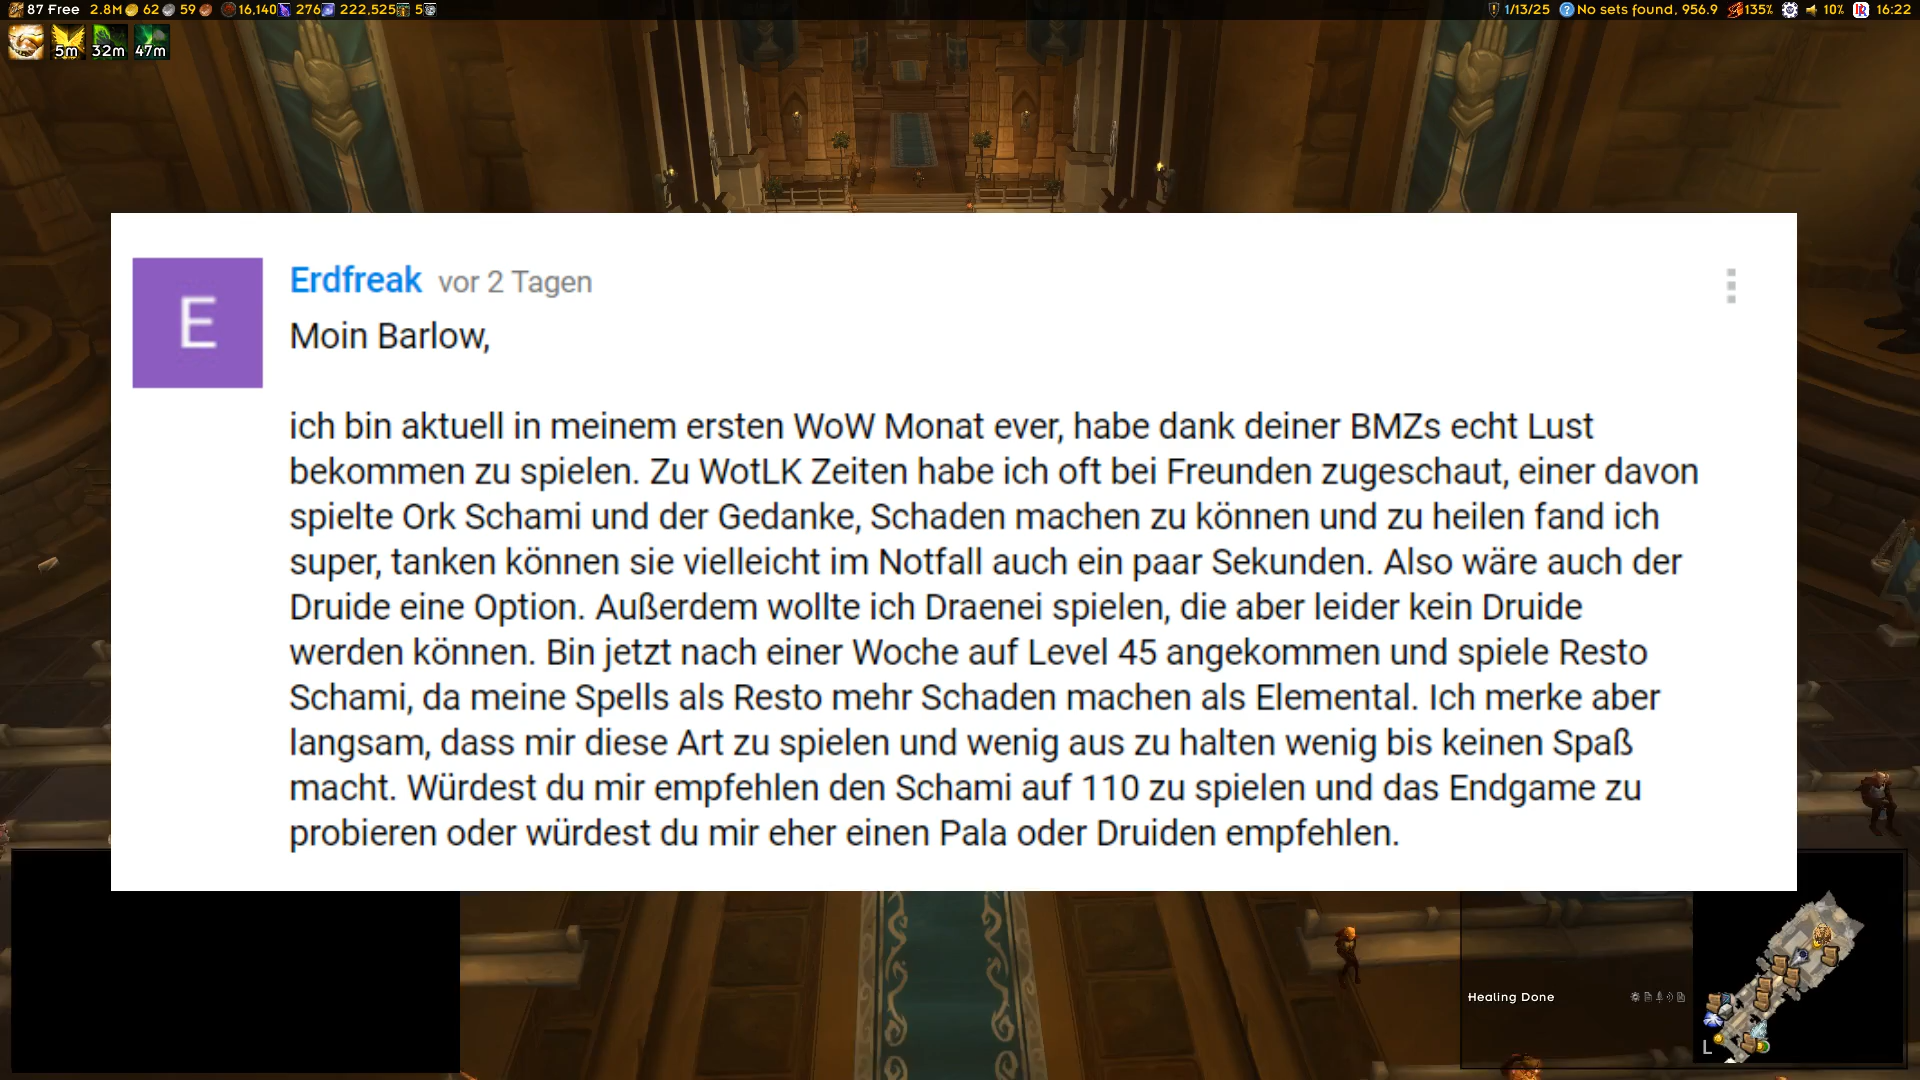 87 Free 2.8M 62 59 16,140 276 222,525 5 1/13/25 No sets found, 956.9 135% 10% 16:22
5m 32m 47m
E
Erdfreak vor 2 Tagen
Moin Barlow,
ich bin aktuell in meinem ersten WoW Monat ever, habe dank deiner BMZs echt Lust
bekommen zu spielen. Zu WotLK Zeiten habe ich oft bei Freunden zugeschaut, einer davon
spielte Ork Schami und der Gedanke, Schaden machen zu können und zu heilen fand ich
super, tanken können sie vielleicht im Notfall auch ein paar Sekunden. Also wäre auch der
Druide eine Option. Außerdem wollte ich Draenei spielen, die aber leider kein Druide
werden können. Bin jetzt nach einer Woche auf Level 45 angekommen und spiele Resto
Schami, da meine Spells als Resto mehr Schaden machen als Elemental. Ich merke aber
langsam, dass mir diese Art zu spielen und wenig aus zu halten wenig bis keinen Spaß
macht. Würdest du mir empfehlen den Schami auf 110 zu spielen und das Endgame zu
probieren oder würdest du mir eher einen Pala oder Druiden empfehlen.
Healing Done
L